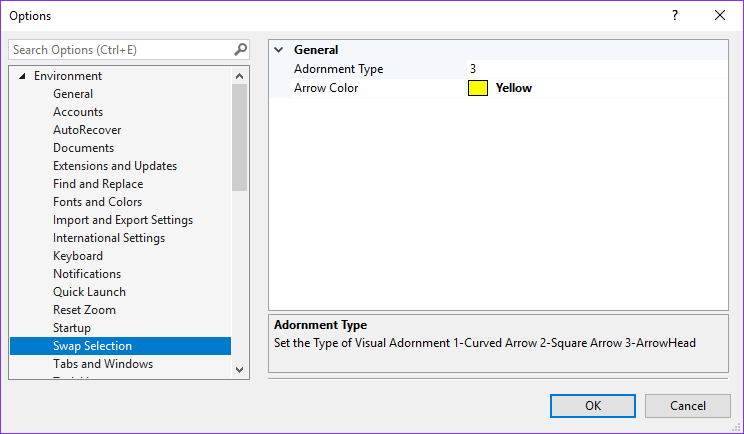 Options
?
Search Options (Ctrl+E)
Environment
General
Accounts
AutoRecover
Documents
Extensions and Updates
Find and Replace
Fonts and Colors
Import and Export Settings
International Settings
Keyboard
Notifications
Quick Launch
Reset Zoom
Startup
Swap Selection
Tabs and Windows
General
Adornment Type 3
Arrow Color Yellow
Adornment Type
Set the Type of Visual Adornment 1-Curved Arrow 2-Square Arrow 3-ArrowHead
OK Cancel